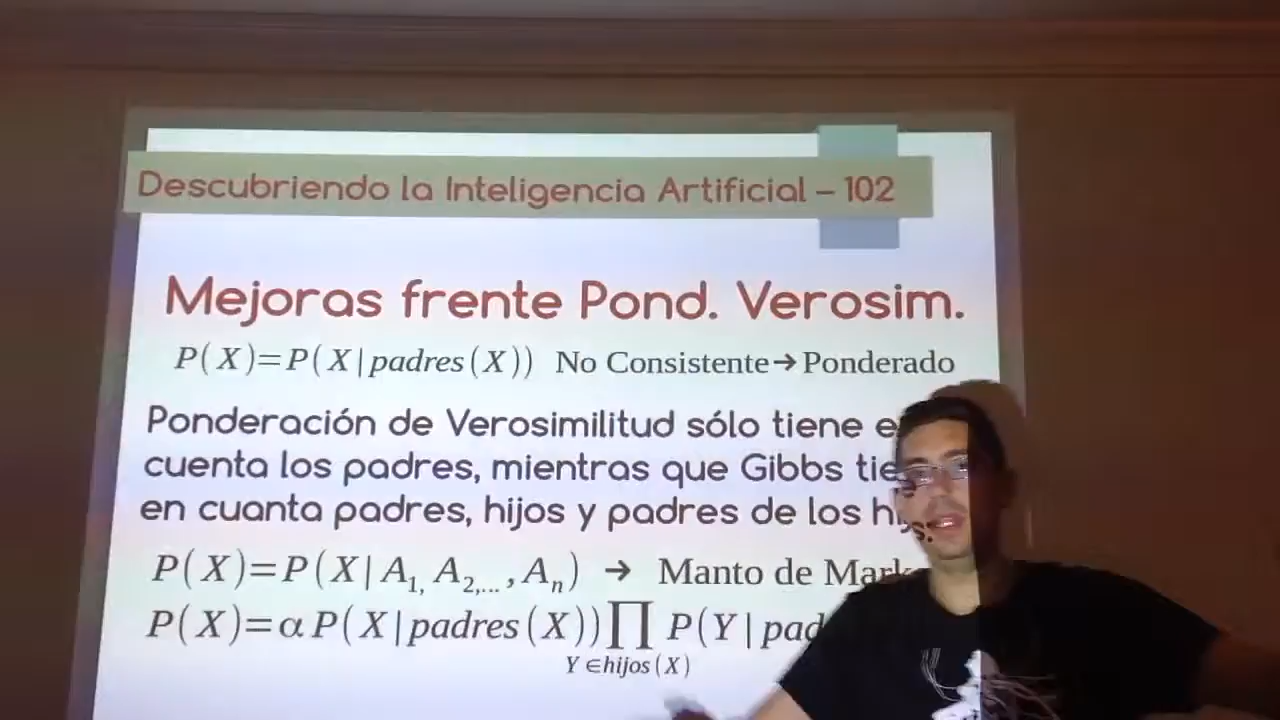 Descubriendo la Inteligencia Artificial – 102
Mejoras frente Pond. Verosim.
P(X)=P(X|padres(X)) No Consistente→Ponderado
Ponderación de Verosimilitud sólo tiene
cuenta los padres, mientras que Gibbs
en cuanta padres, hijos y padres de los
P(X)=P(X|A₁, A₂,...,Aₙ) → Manto de
P(X)=αP(X|padres(X))∏ P(Y|
Y∈hijos(X)